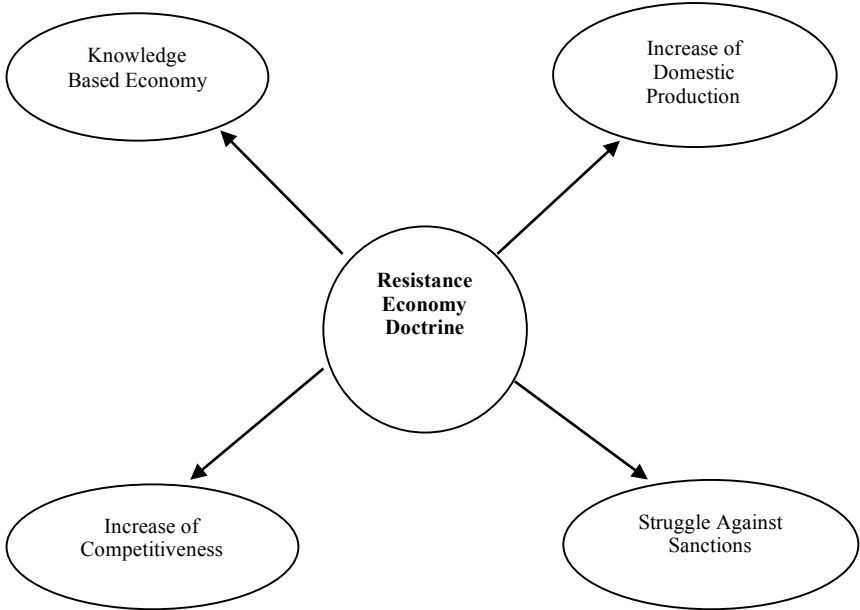 Knowledge
Based Economy
Increase of
Domestic
Production
Resistance
Economy
Doctrine
Increase of
Competitiveness
Struggle Against
Sanctions